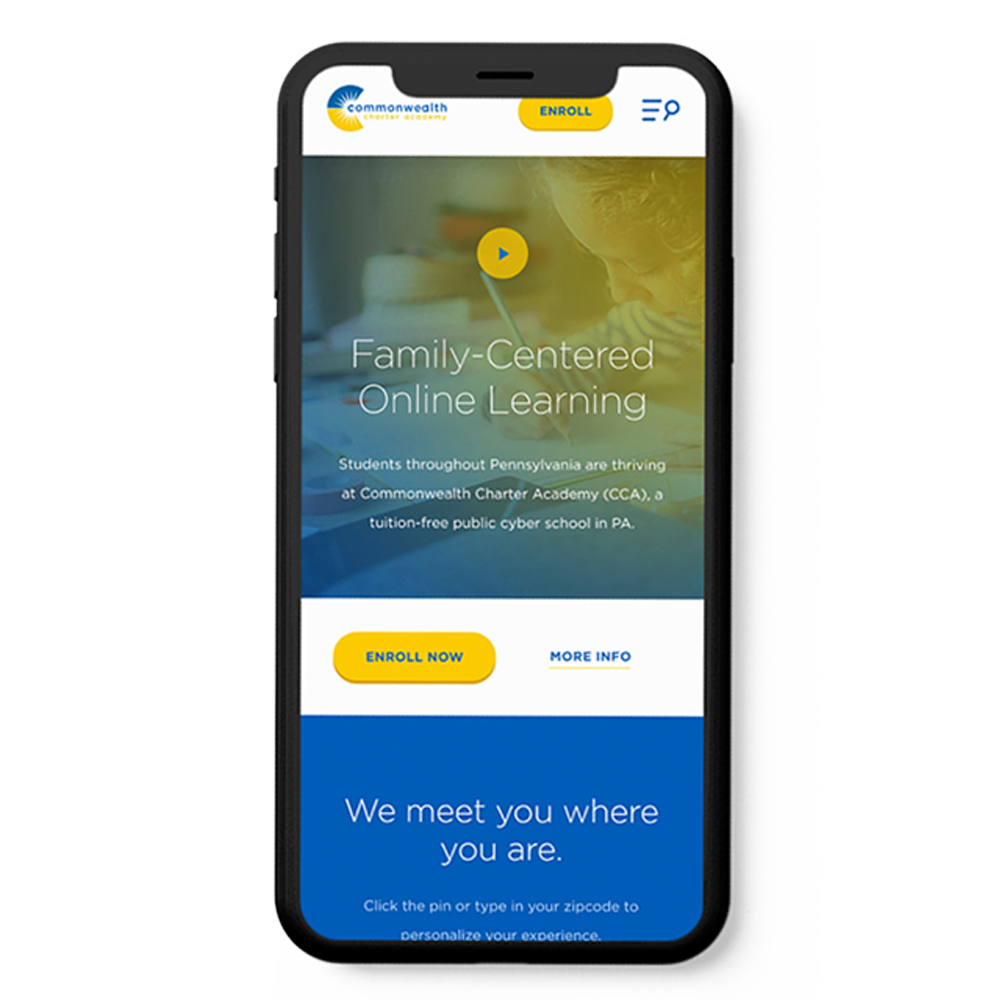 commonwealth
charter academy
ENROLL
Family-Centered
Online Learning
Students throughout Pennsylvania are thriving
at Commonwealth Charter Academy (CCA), a
tuition-free public cyber school in PA.
ENROLL NOW
MORE INFO
We meet you where
you are.
Click the pin or type in your zipcode to
personalize your experience.